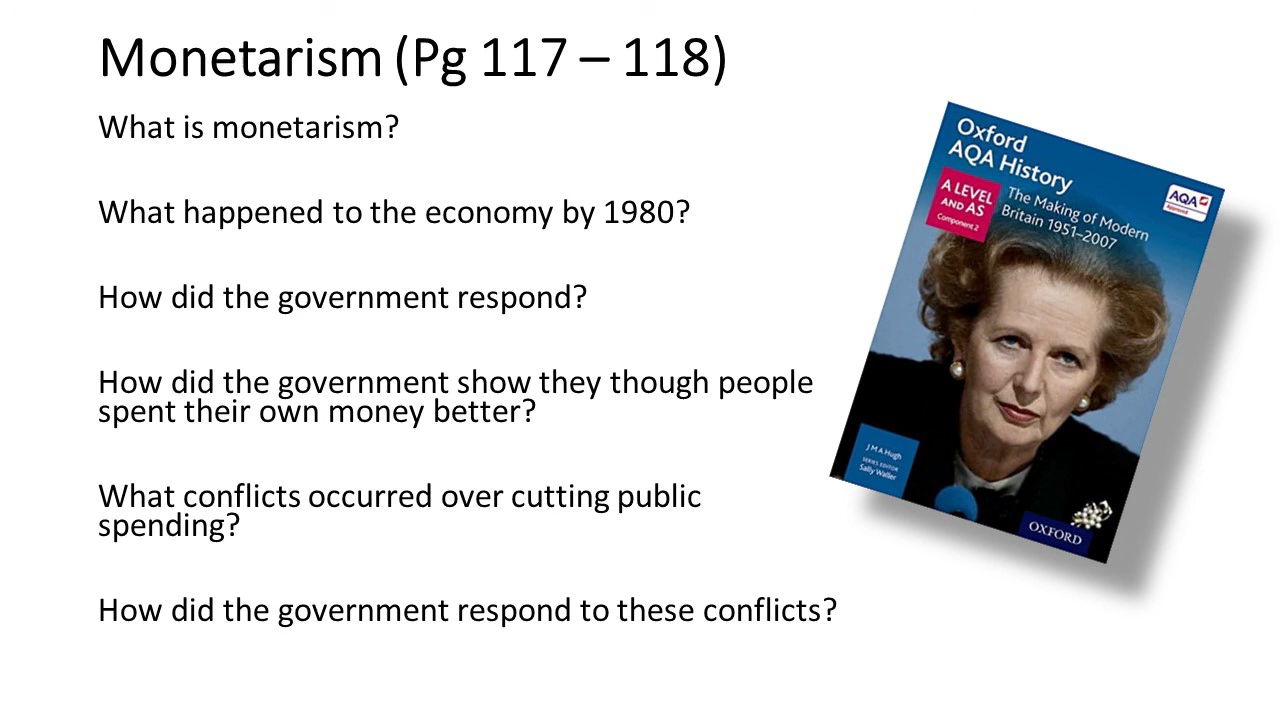 Monetarism (Pg 117 – 118)
What is monetarism?
What happened to the economy by 1980?
How did the government respond?
How did the government show they though people
spent their own money better?
What conflicts occurred over cutting public
spending?
How did the government respond to these conflicts?
Oxford
AQA History
A LEVEL
AND AS
Component 2
The Making of Modern
Britain 1951–2007
AQA
Approved
J M A Hugh
SERIES EDITOR
Sally Waller
OXFORD